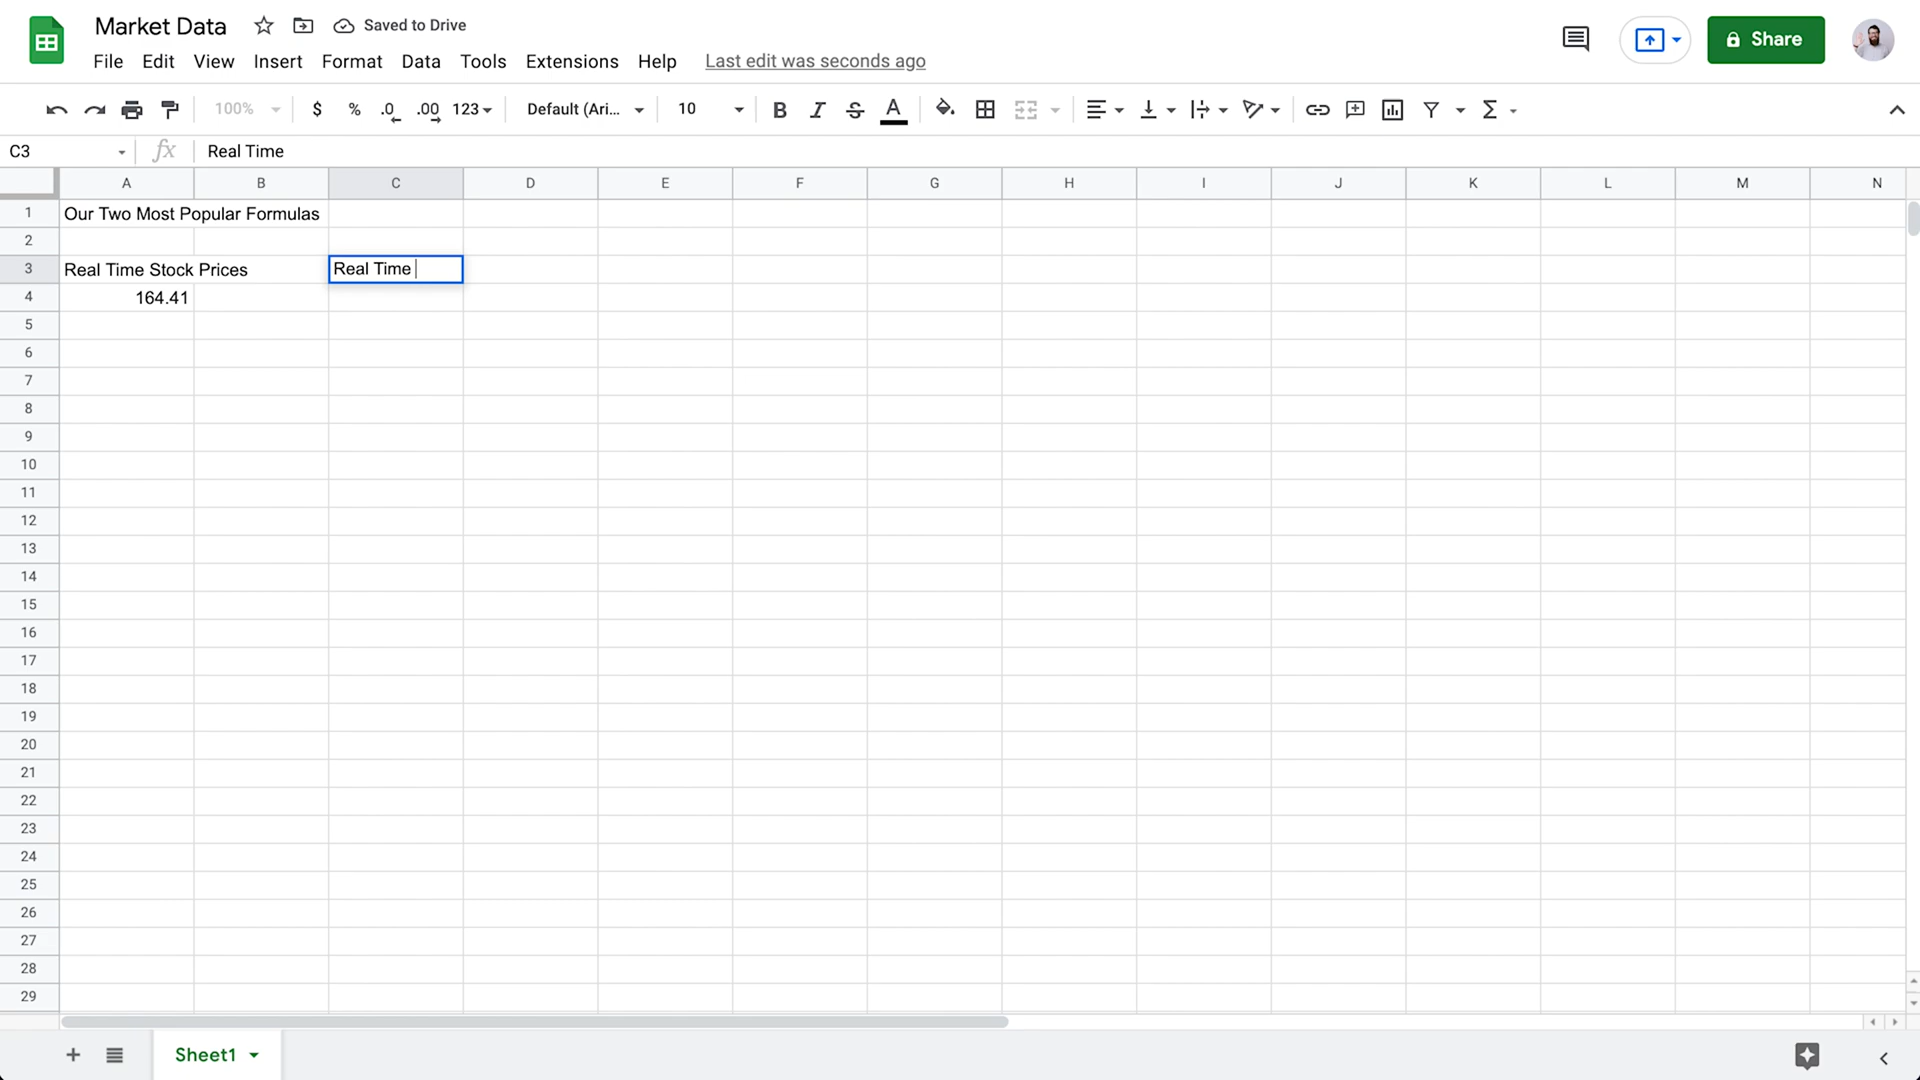 Market Data
Saved to Drive
File Edit View Insert Format Data Tools Extensions Help Last edit was seconds ago
Share
100% $ % .0 .00 123 Default (Ari... 10 B I S A Σ
C3 fx Real Time
A B C D E F G H I J K L M N
1 Our Two Most Popular Formulas
2
3 Real Time Stock Prices Real Time
4 164.41
5
6
7
8
9
10
11
12
13
14
15
16
17
18
19
20
21
22
23
24
25
26
27
28
29
Sheet1